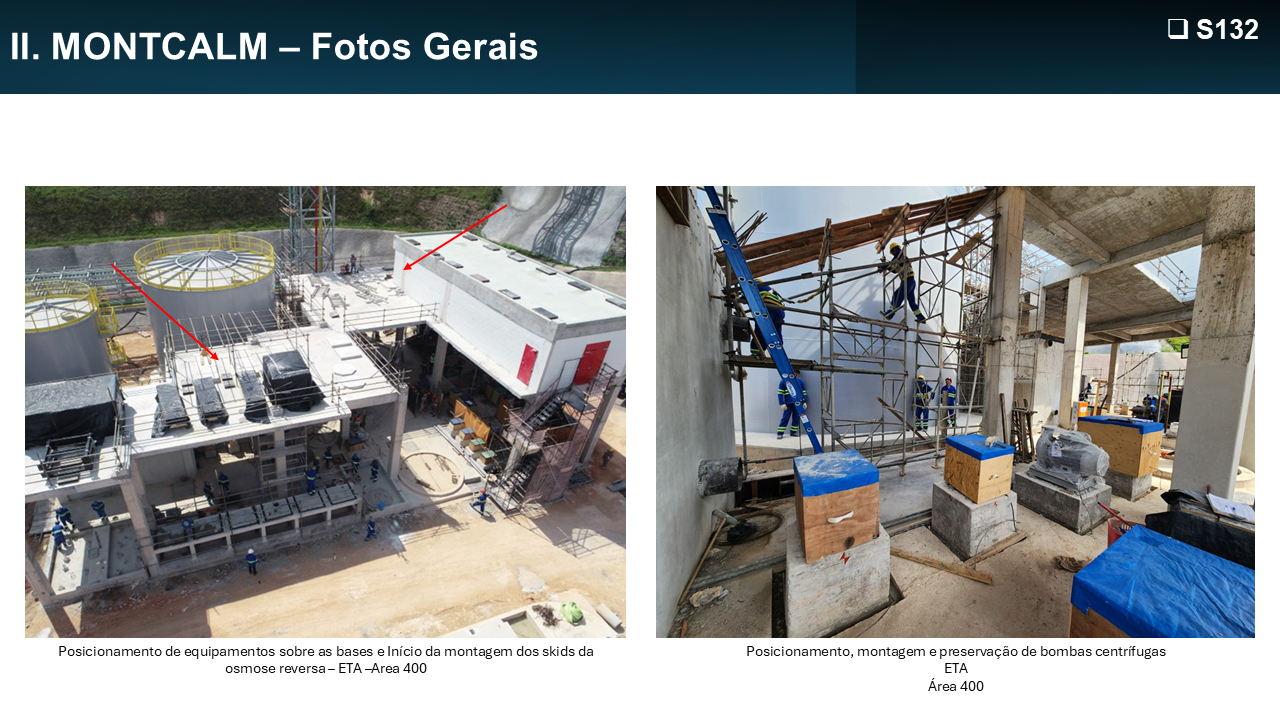 II. MONTCALM – Fotos Gerais
❑ S132
Posicionamento de equipamentos sobre as bases e Início da montagem dos skids da
osmose reversa – ETA –Area 400
Posicionamento, montagem e preservação de bombas centrífugas
ETA
Área 400